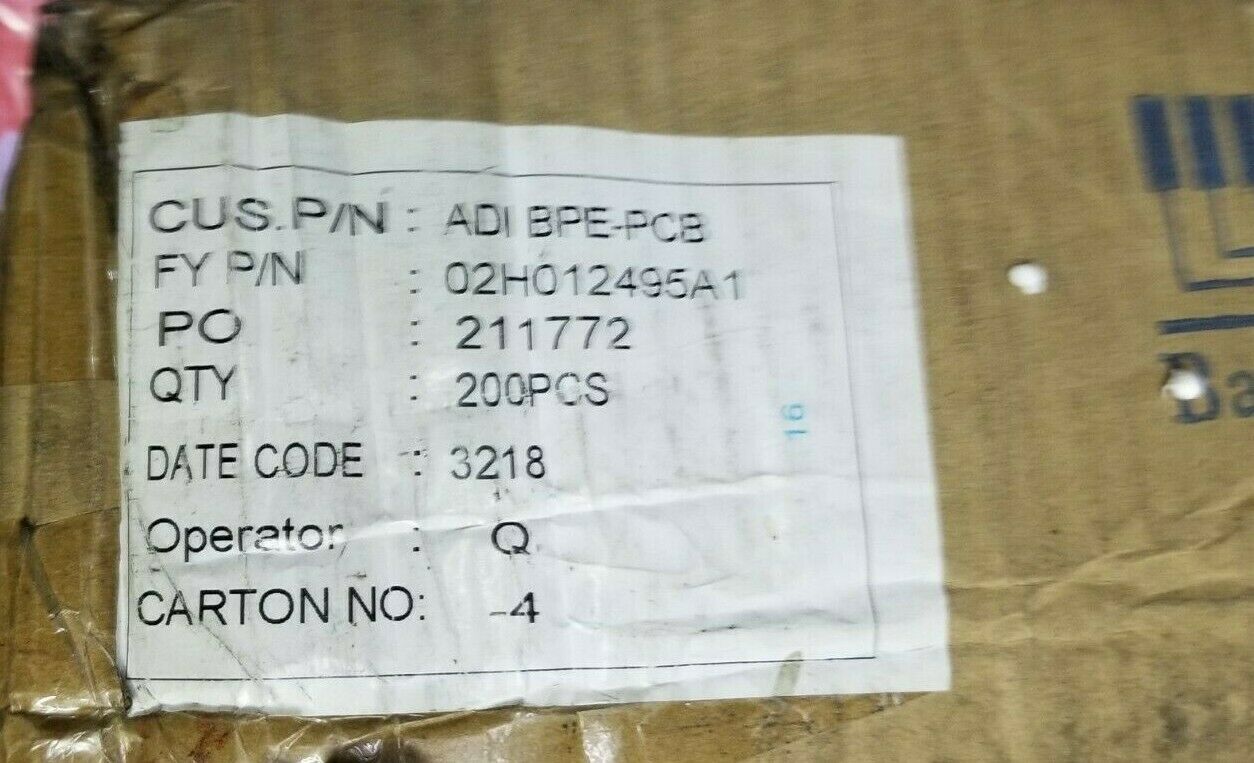 CUS.P/N : ADI BPE-PCB
FY P/N : 02H012495A1
PO : 211772
QTY : 200PCS
DATE CODE : 3218
Operator : Q
CARTON NO: -4
16
Ba